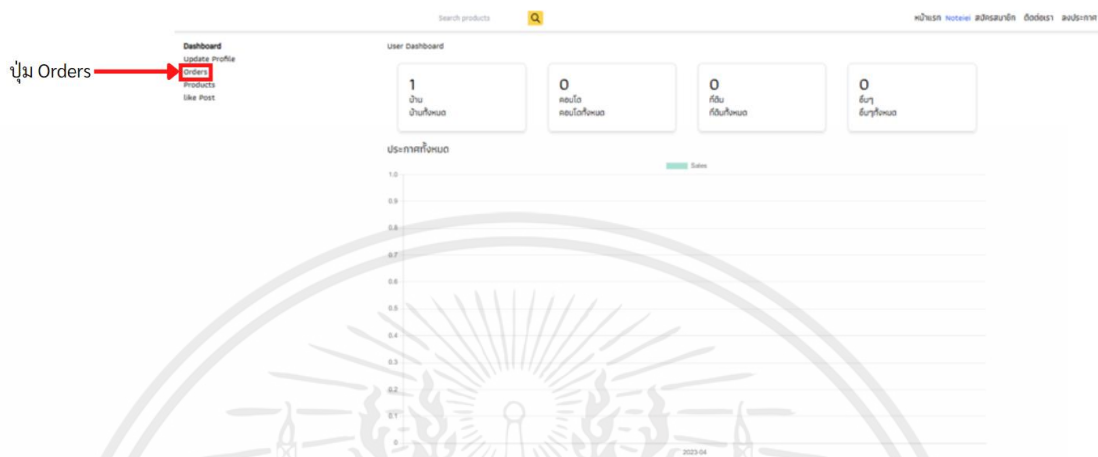 Search products
หน้าแรก Noteiei สมัครสมาชิก ติดต่อเรา ลงประกาศ
ปุ่ม Orders
Dashboard
Update Profile
Orders
Products
like Post
User Dashboard
1
บ้าน
บ้านทั้งหมด
0
คอนโด
คอนโดทั้งหมด
0
ที่ดิน
ที่ดินทั้งหมด
0
อื่นๆ
อื่นๆทั้งหมด
ประกาศทั้งหมด
Sales
1.0
0.9
0.8
0.7
0.6
0.5
0.4
0.3
0.2
0.1
0
2023-04